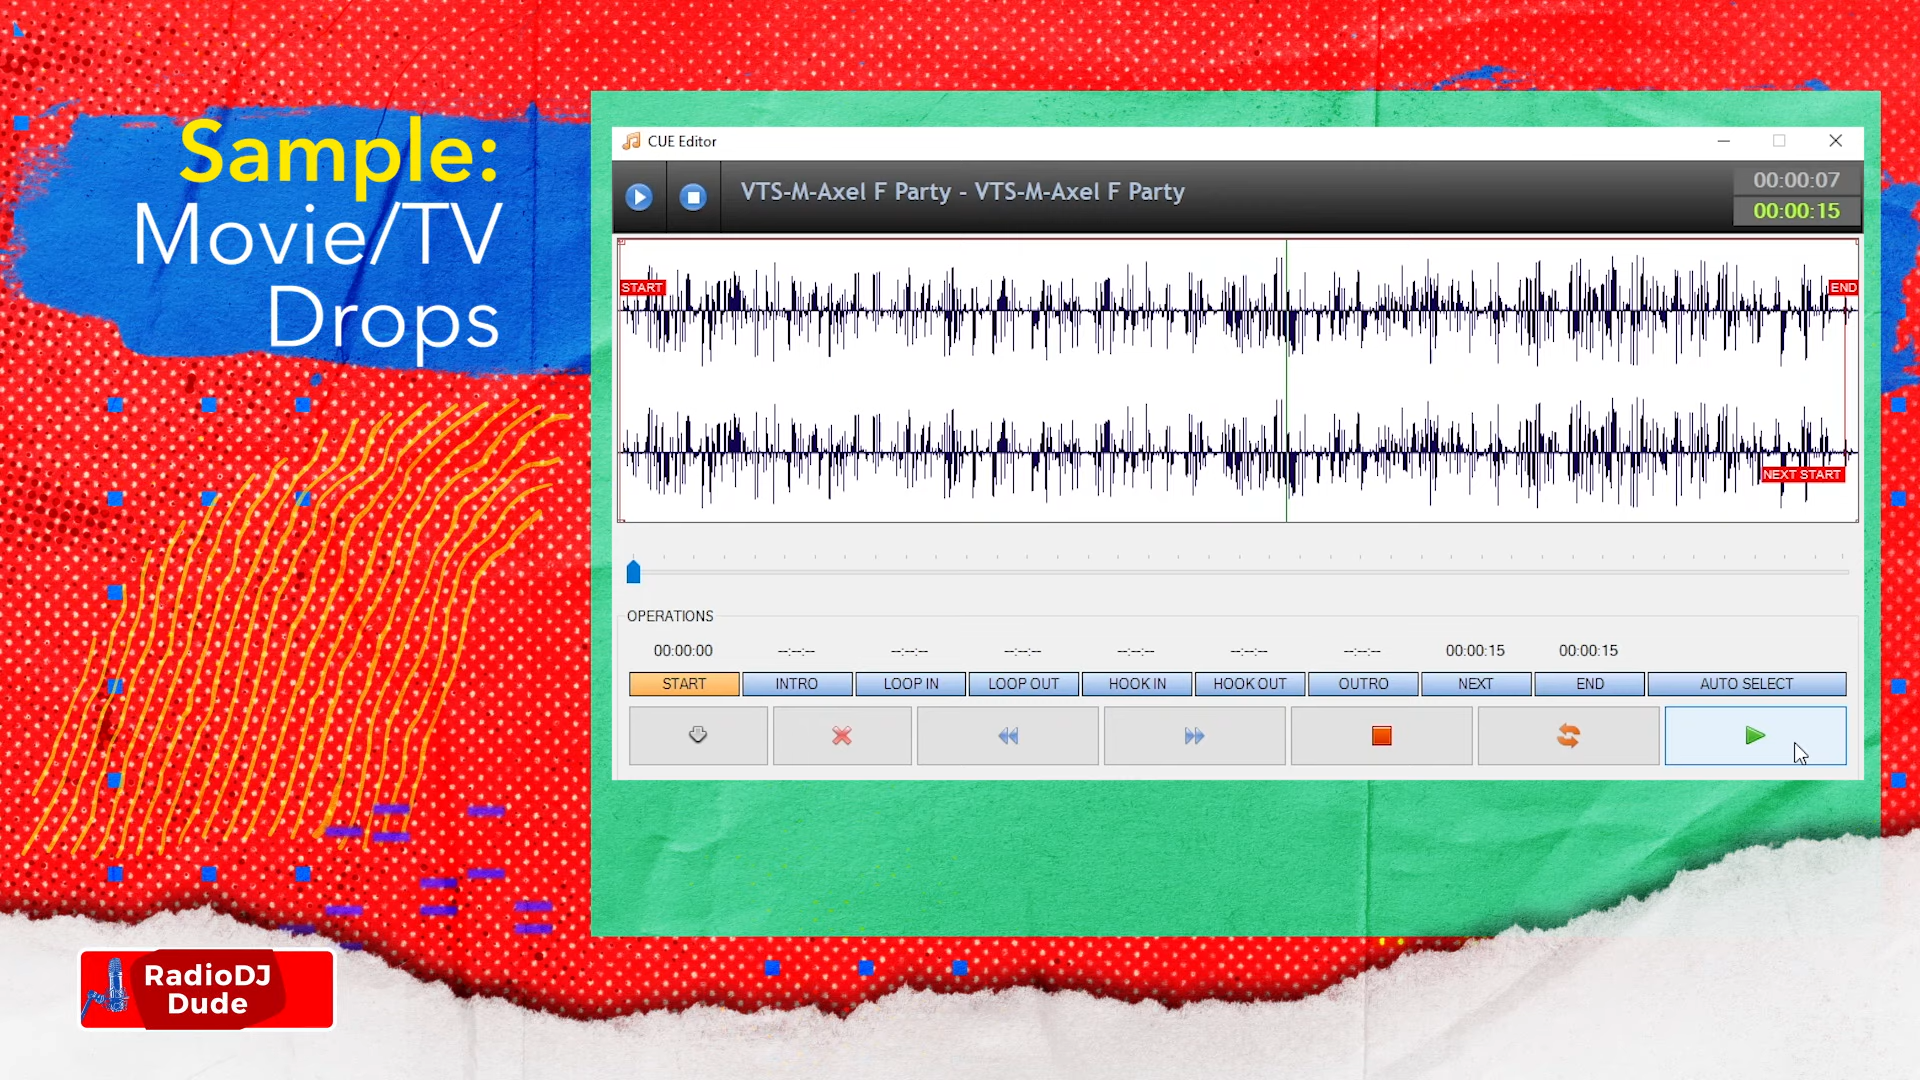 Sample:
Movie/TV
Drops
CUE Editor
VTS-M-Axel F Party - VTS-M-Axel F Party
00:00:07
00:00:15
START
END
NEXT START
OPERATIONS
00:00:00 --:--:-- --:--:-- --:--:-- --:--:-- --:--:-- --:--:-- 00:00:15 00:00:15
START INTRO LOOP IN LOOP OUT HOOK IN HOOK OUT OUTRO NEXT END AUTO SELECT
RadioDJ
Dude